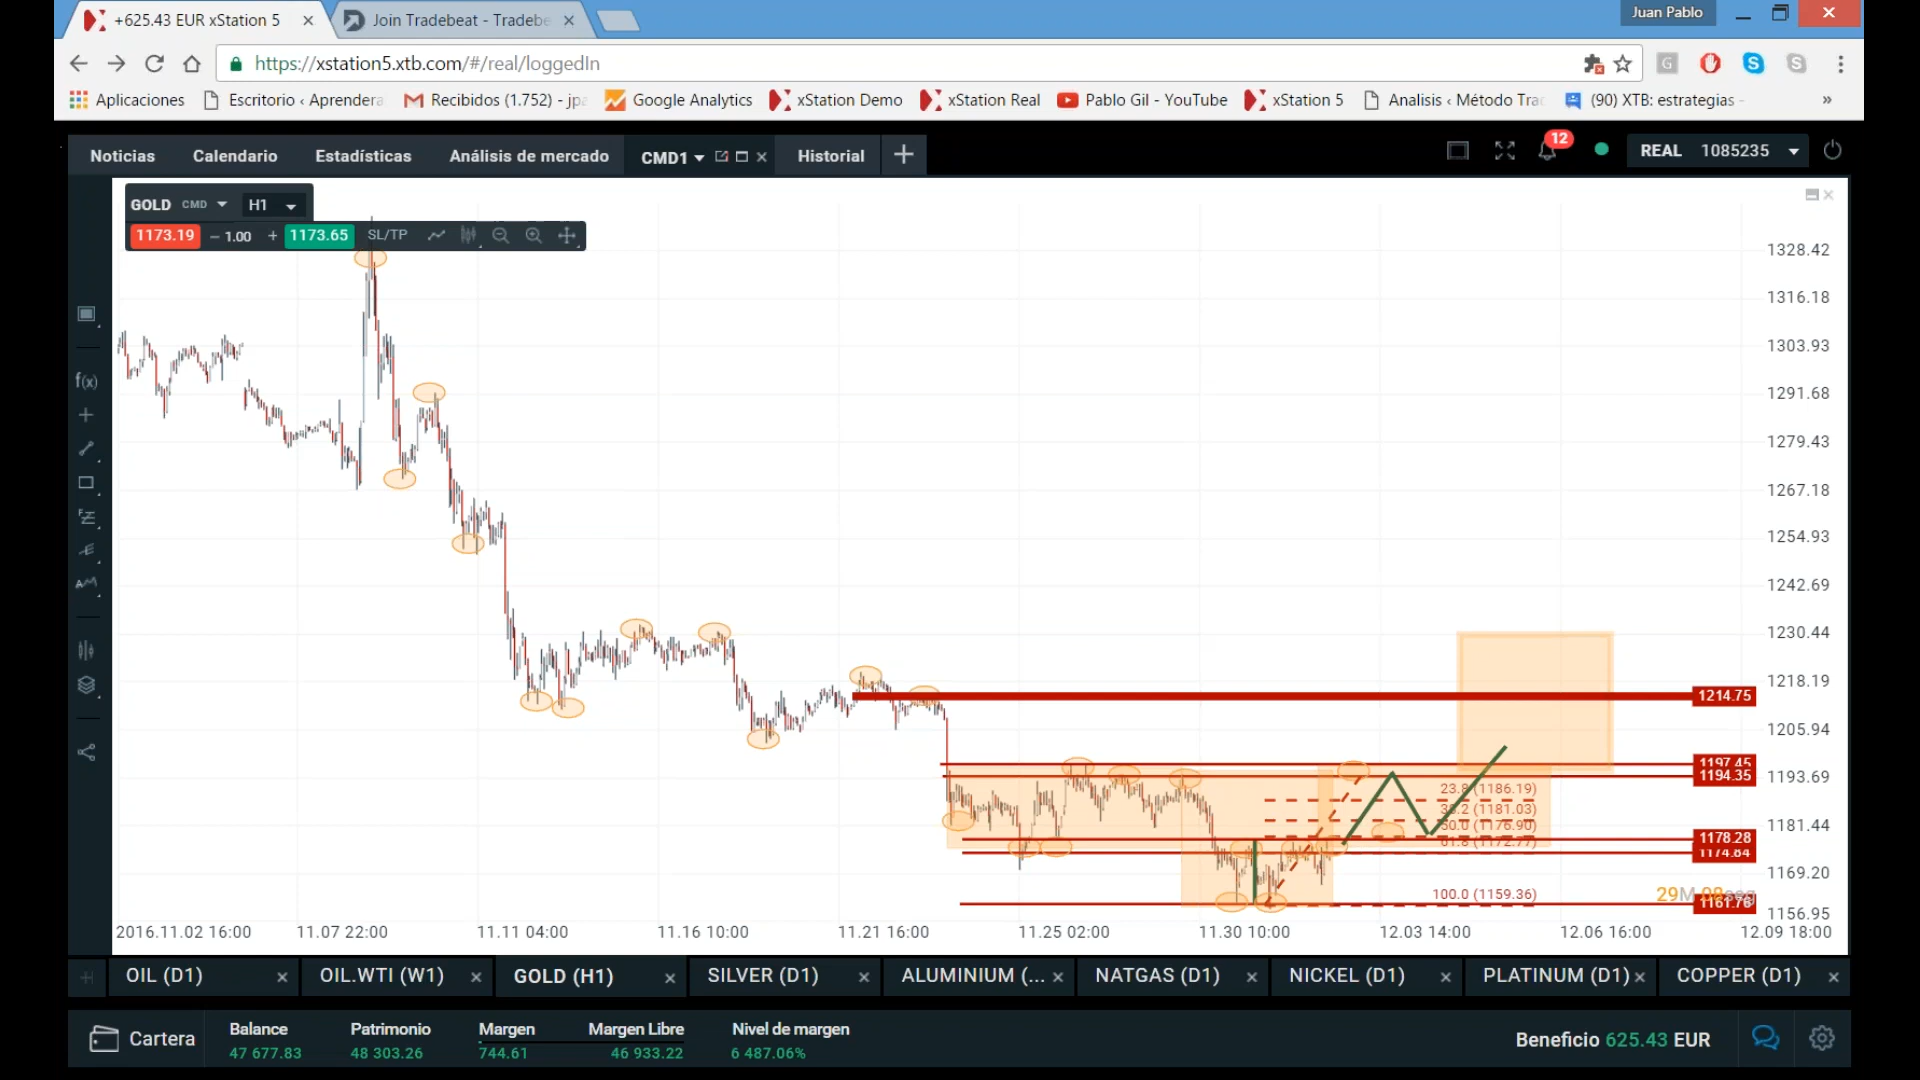 +625.43 EUR xStation 5
Join Tradebeat - Tradebe
Juan Pablo
https://xstation5.xtb.com/#/real/loggedIn
Aplicaciones
Escritorio ‹ Aprendera
Recibidos (1.752) - jpa
Google Analytics
xStation Demo
xStation Real
Pablo Gil - YouTube
xStation 5
Analisis ‹ Método Trad
(90) XTB: estrategias -
»
Noticias
Calendario
Estadísticas
Análisis de mercado
CMD1
Historial
12
REAL 1085235
GOLD CMD H1
1173.19 – 1.00 + 1173.65 SL/TP
f(x)
1328.42
1316.18
1303.93
1291.68
1279.43
1267.18
1254.93
1242.69
1230.44
1218.19
1214.75
1205.94
1197.45
1194.35
1193.69
23.8 (1186.19)
38.2 (1181.03)
50.0 (1176.90)
1181.44
1178.28
61.8 (1172.77)
1174.64
1169.20
100.0 (1159.36)
1161.76
1156.95
2016.11.02 16:00
11.07 22:00
11.11 04:00
11.16 10:00
11.21 16:00
11.25 02:00
11.30 10:00
12.03 14:00
12.06 16:00
12.09 18:00
OIL (D1)
OIL.WTI (W1)
GOLD (H1)
SILVER (D1)
ALUMINIUM (...
NATGAS (D1)
NICKEL (D1)
PLATINUM (D1)
COPPER (D1)
Cartera
Balance
47 677.83
Patrimonio
48 303.26
Margen
744.61
Margen Libre
46 933.22
Nivel de margen
6 487.06%
Beneficio 625.43 EUR